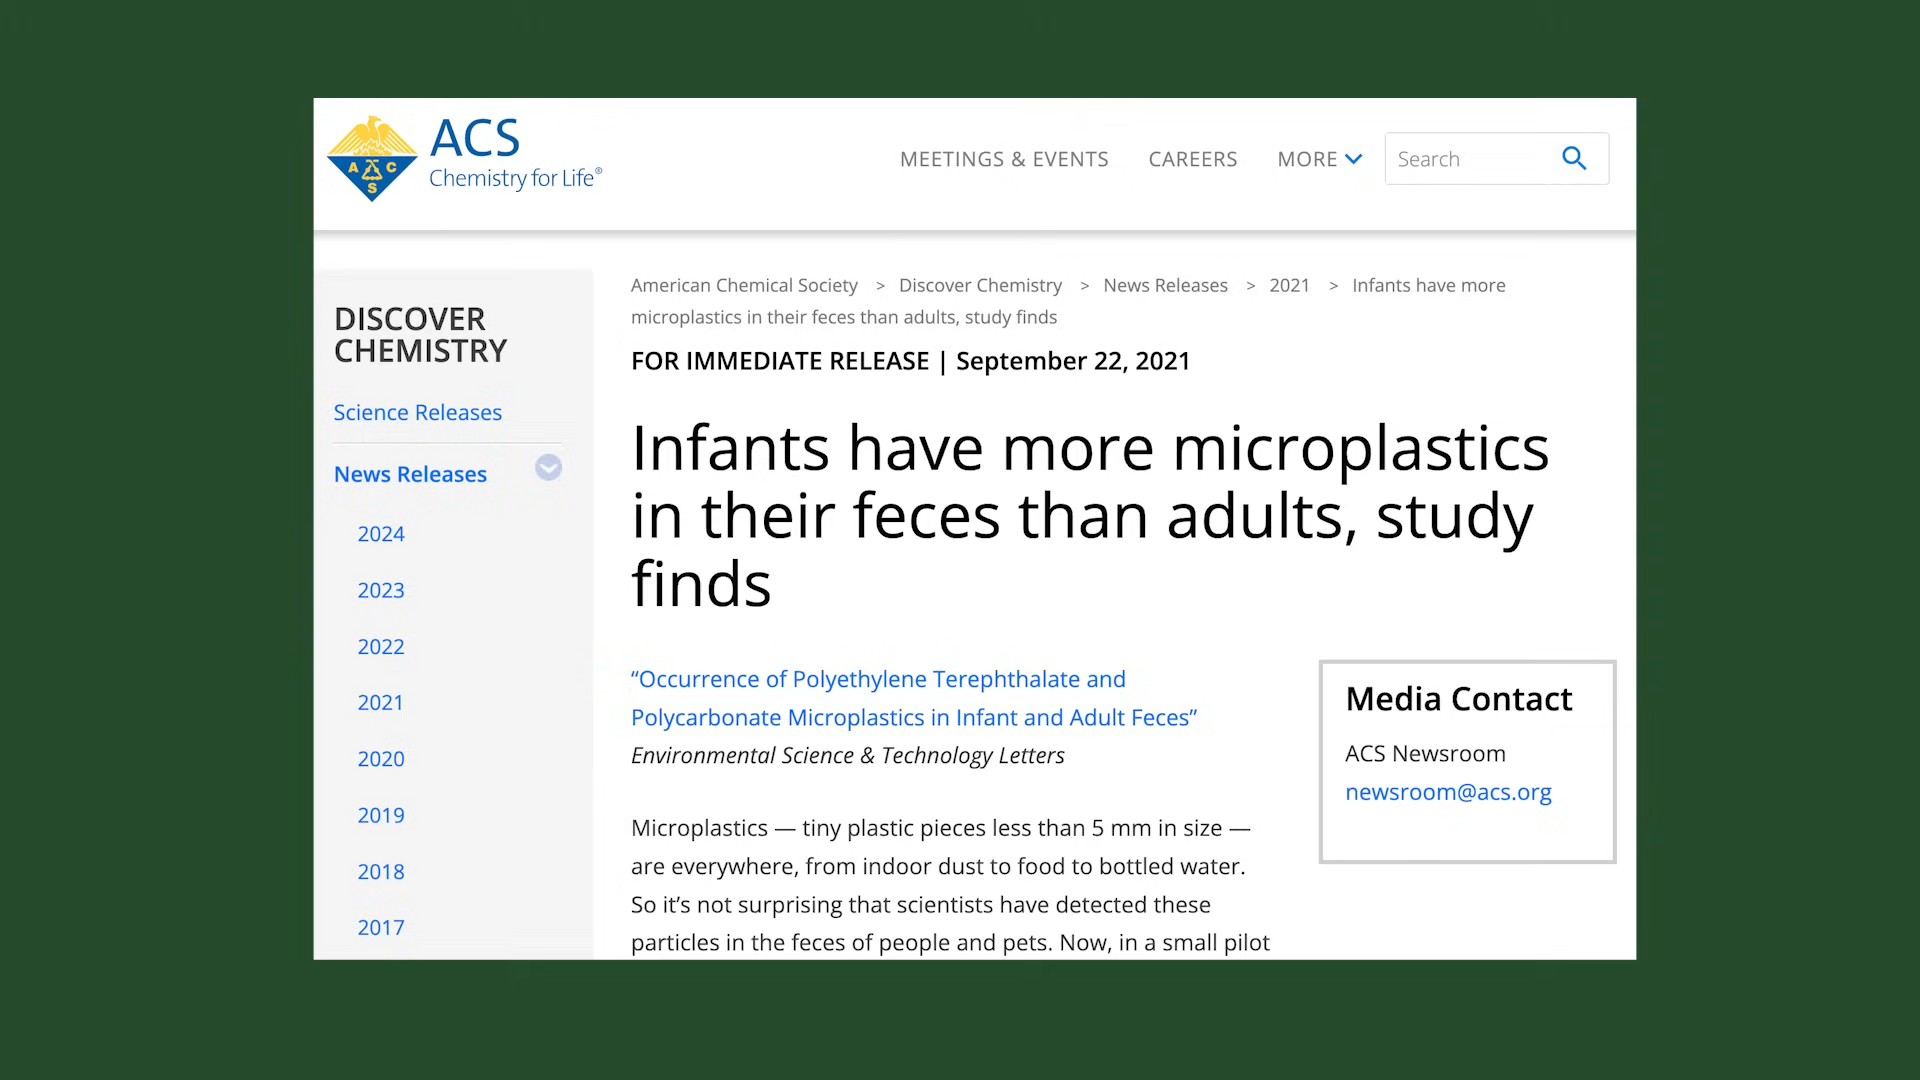 ACS
Chemistry for Life®
A C S
MEETINGS & EVENTS
CAREERS
MORE
Search
DISCOVER
CHEMISTRY
Science Releases
News Releases
2024
2023
2022
2021
2020
2019
2018
2017
American Chemical Society > Discover Chemistry > News Releases > 2021 > Infants have more
microplastics in their feces than adults, study finds
FOR IMMEDIATE RELEASE | September 22, 2021
Infants have more microplastics
in their feces than adults, study
finds
“Occurrence of Polyethylene Terephthalate and
Polycarbonate Microplastics in Infant and Adult Feces”
Environmental Science & Technology Letters
Microplastics — tiny plastic pieces less than 5 mm in size —
are everywhere, from indoor dust to food to bottled water.
So it’s not surprising that scientists have detected these
particles in the feces of people and pets. Now, in a small pilot
Media Contact
ACS Newsroom
newsroom@acs.org